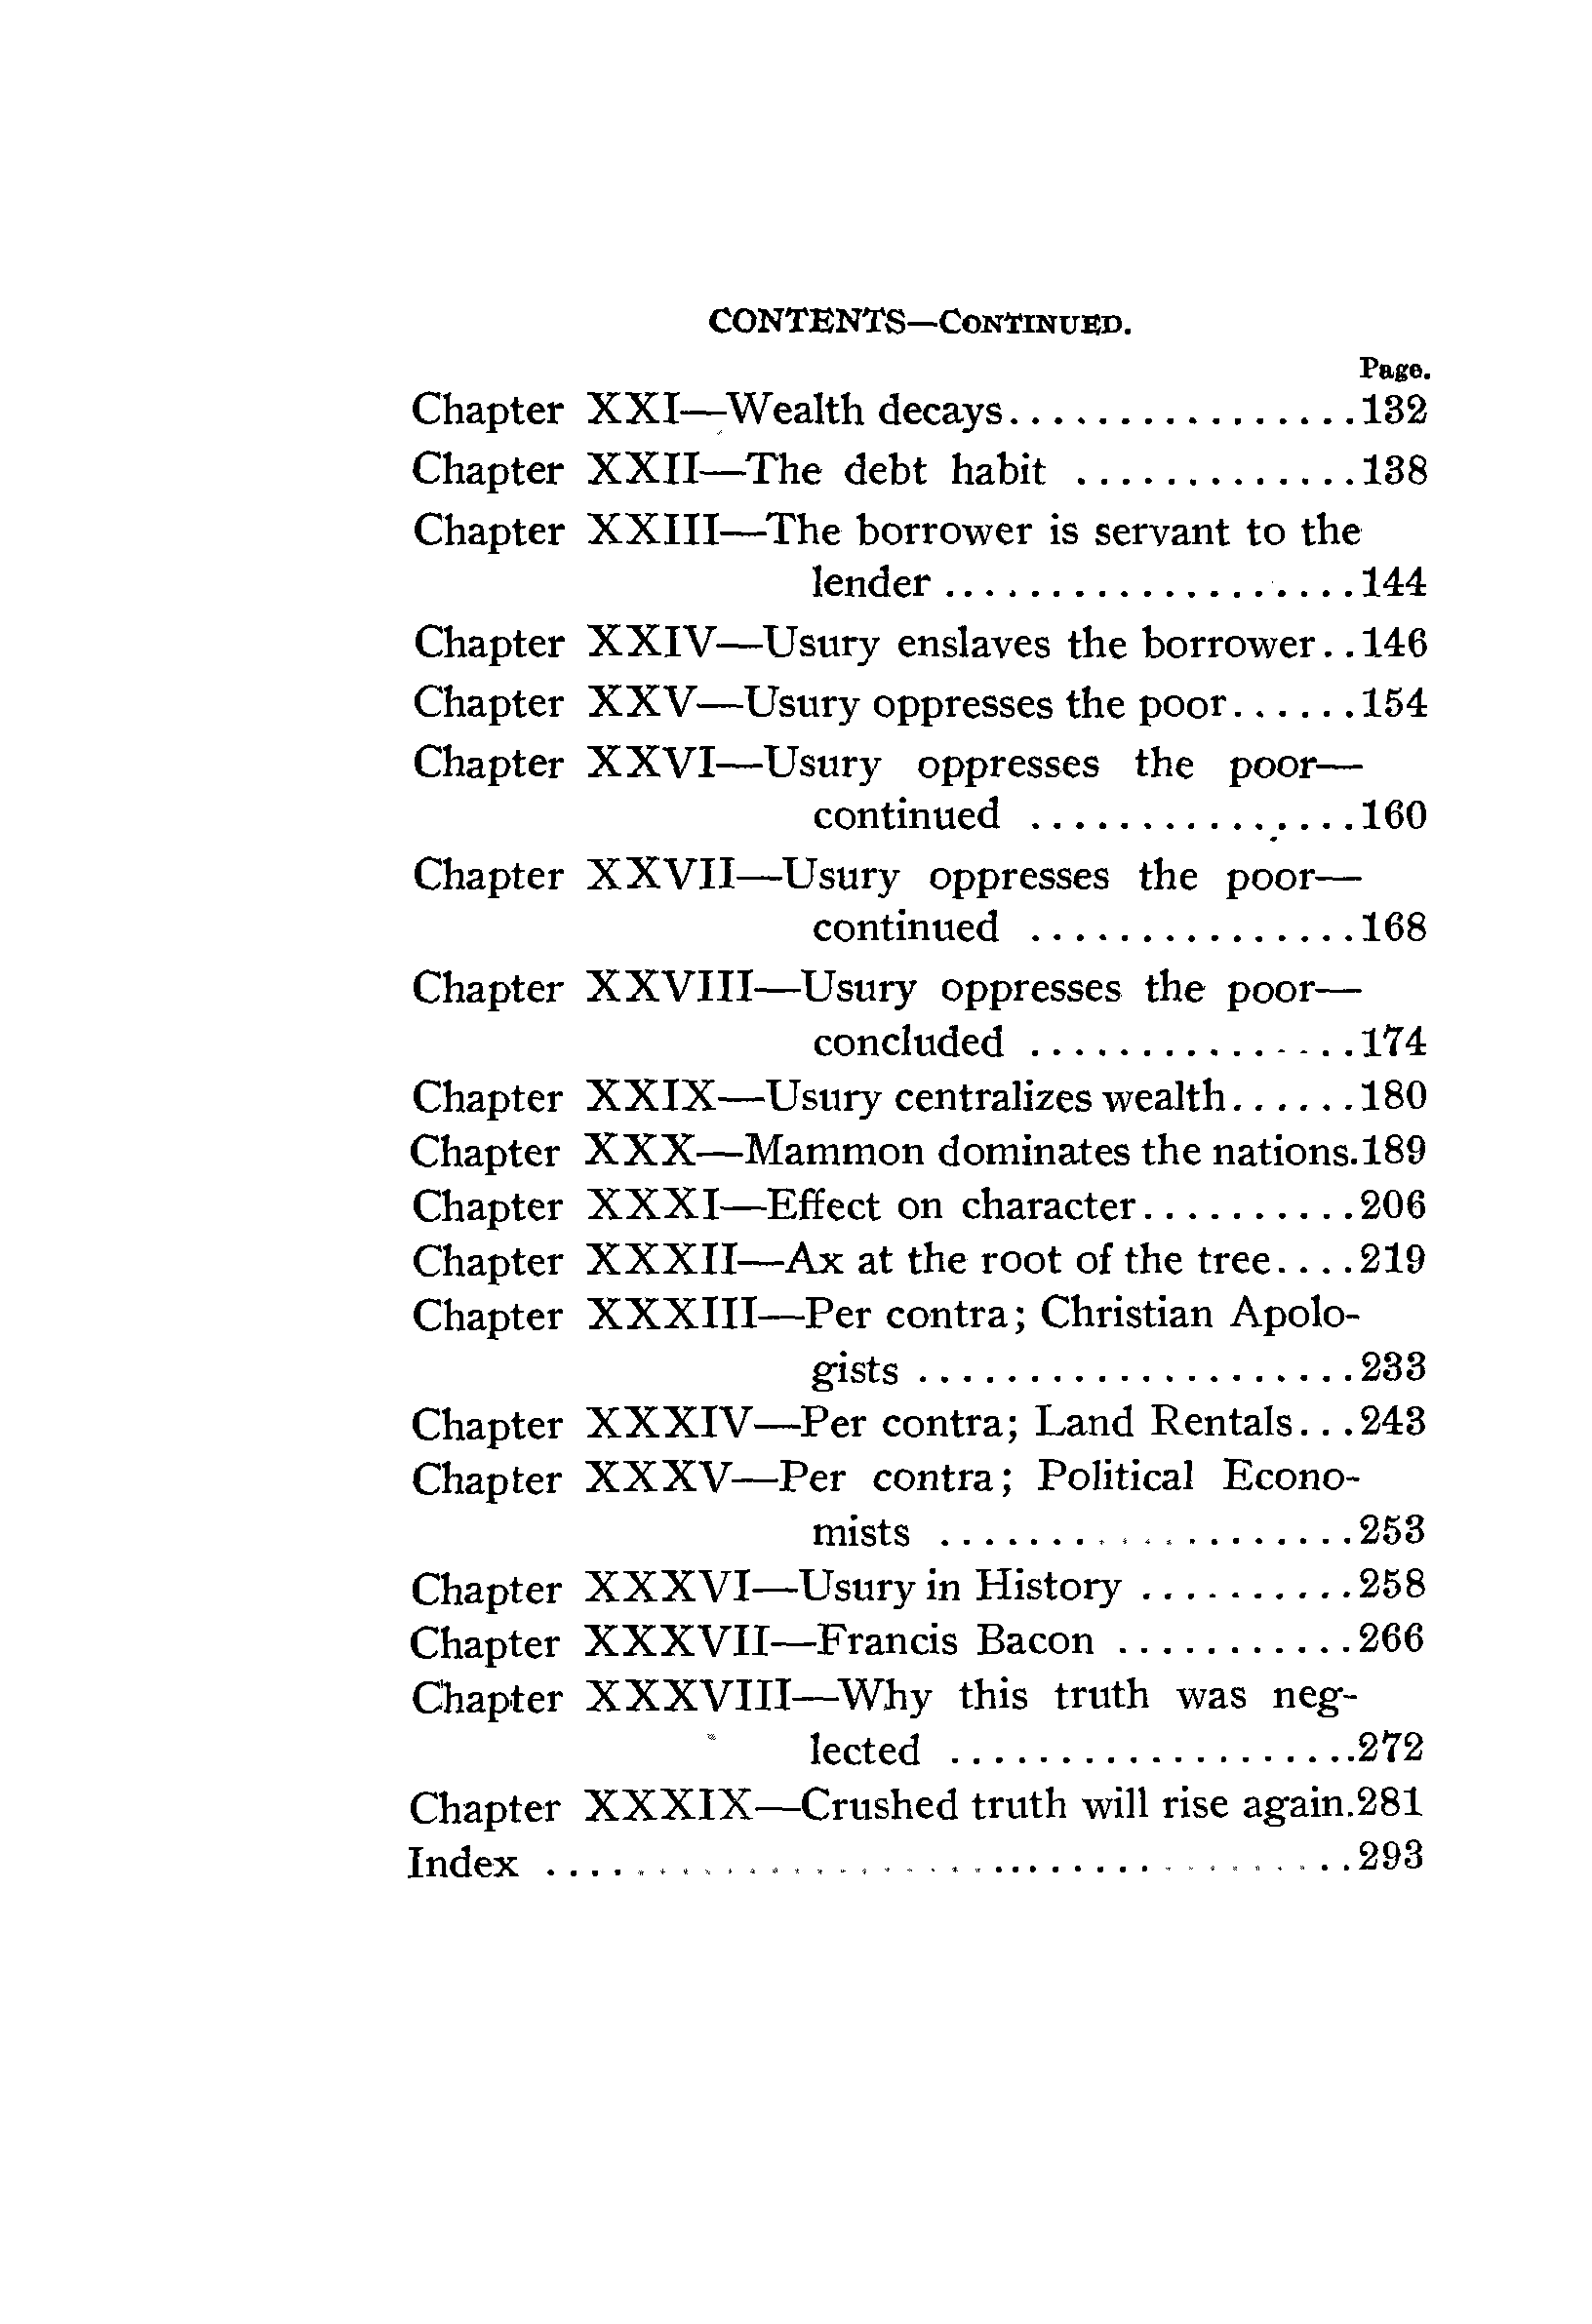 CONTENTS—CONTINUED.
Page.
Chapter XXI—Wealth decays................132
Chapter XXII—The debt habit .............138
Chapter XXIII—The borrower is servant to the
lender ...................144
Chapter XXIV—Usury enslaves the borrower..146
Chapter XXV—Usury oppresses the poor......154
Chapter XXVI—Usury oppresses the poor—
continued ...............160
Chapter XXVII—Usury oppresses the poor—
continued ...............168
Chapter XXVIII—Usury oppresses the poor—
concluded ...............174
Chapter XXIX—Usury centralizes wealth......180
Chapter XXX—Mammon dominates the nations.189
Chapter XXXI—Effect on character..........206
Chapter XXXII—Ax at the root of the tree....219
Chapter XXXIII—Per contra; Christian Apolo-
gists ....................233
Chapter XXXIV—Per contra; Land Rentals...243
Chapter XXXV—Per contra; Political Econo-
mists ...................253
Chapter XXXVI—Usury in History ..........258
Chapter XXXVII—Francis Bacon ...........266
Chapter XXXVIII—Why this truth was neg-
lected ...................272
Chapter XXXIX—Crushed truth will rise again.281
Index .....................................293